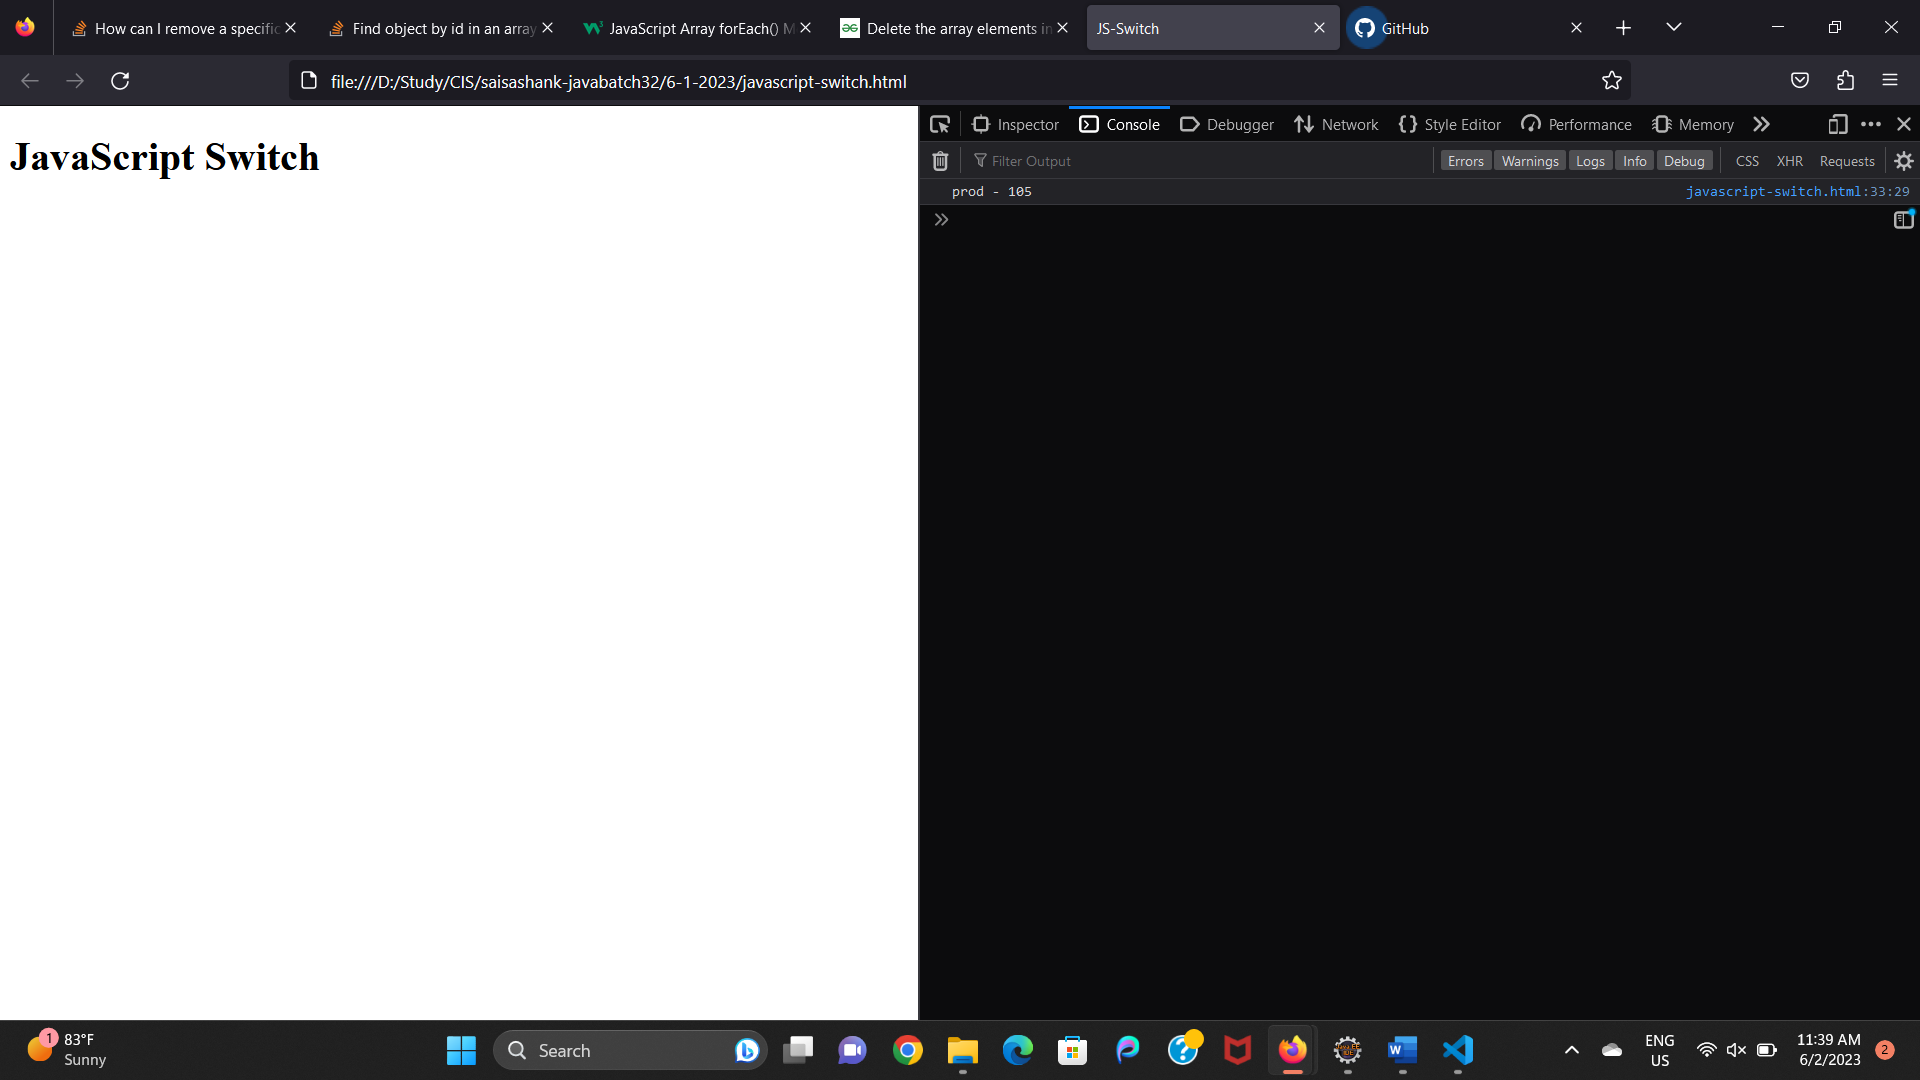 How can I remove a specific
Find object by id in an array
JavaScript Array forEach() M
Delete the array elements in
JS-Switch
GitHub
file:///D:/Study/CIS/saisashank-javabatch32/6-1-2023/javascript-switch.html
JavaScript Switch
Inspector
Console
Debugger
Network
Style Editor
Performance
Memory
Filter Output
Errors
Warnings
Logs
Info
Debug
CSS
XHR
Requests
prod - 105
javascript-switch.html:33:29
1
83°F
Sunny
Search
ENG
US
11:39 AM
6/2/2023
2